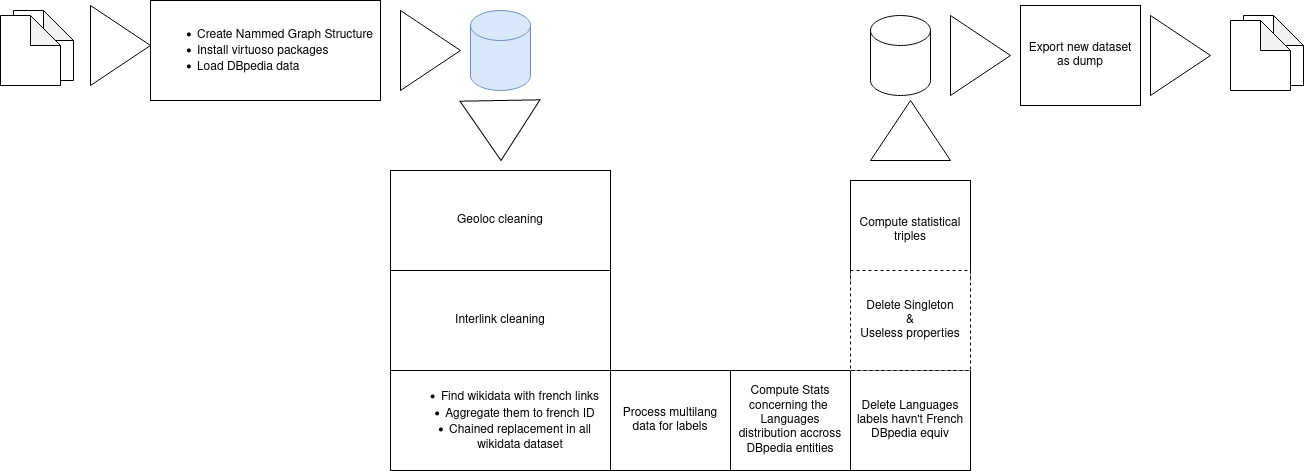 • Create Nammed Graph Structure
• Install virtuoso packages
• Load DBpedia data
Export new dataset
as dump
Geoloc cleaning
Interlink cleaning
• Find wikidata with french links
• Aggregate them to french ID
• Chained replacement in all
wikidata dataset
Process multilang
data for labels
Compute Stats
concerning the
Languages
distribution accross
DBpedia entities
Delete Languages
labels havn't French
DBpedia equiv
Delete Singleton
&
Useless properties
Compute statistical
triples